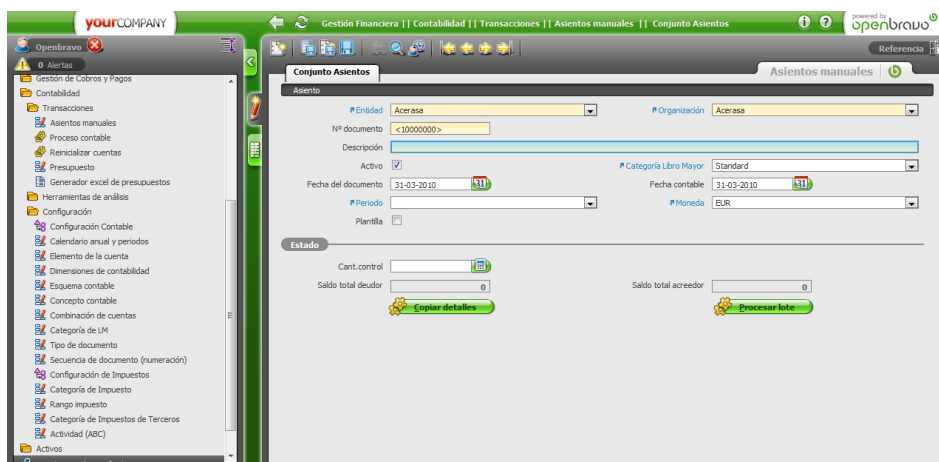 yourCOMPANY
Gestión Financiera || Contabilidad || Transacciones || Asientos manuales || Conjunto Asientos
powered by
openbravo
Openbravo
Referencia
0 Alertas
Conjunto Asientos
Asientos manuales
Gestión de Cobros y Pagos
Contabilidad
Transacciones
Asientos manuales
Proceso contable
Reinicializar cuentas
Presupuesto
Generador excel de presupuestos
Herramientas de análisis
Configuración
Configuración Contable
Calendario anual y periodos
Elemento de la cuenta
Dimensiones de contabilidad
Esquema contable
Concepto contable
Combinación de cuentas
Categoría de LM
Tipo de documento
Secuencia de documento (numeración)
Configuración de Impuestos
Categoría de Impuesto
Rango impuesto
Categoría de Impuestos de Terceros
Actividad (ABC)
Activos
Asiento
Entidad Acerasa Organización Acerasa
Nº documento <10000000>
Descripción
Activo Categoría Libro Mayor Standard
Fecha del documento 31-03-2010 31 Fecha contable 31-03-2010 31
Periodo Moneda EUR
Plantilla
Estado
Cant.control
Saldo total deudor 0 Saldo total acreedor 0
Copiar detalles Procesar lote